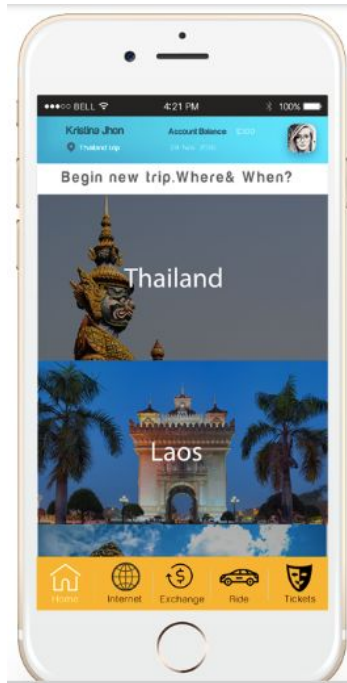 BELL 4:21 PM 100%
Kristina Jhon Account Balance $300
Thailand trip
Begin new trip.Where& When?
Thailand
Laos
Home Internet Exchange Ride Tickets